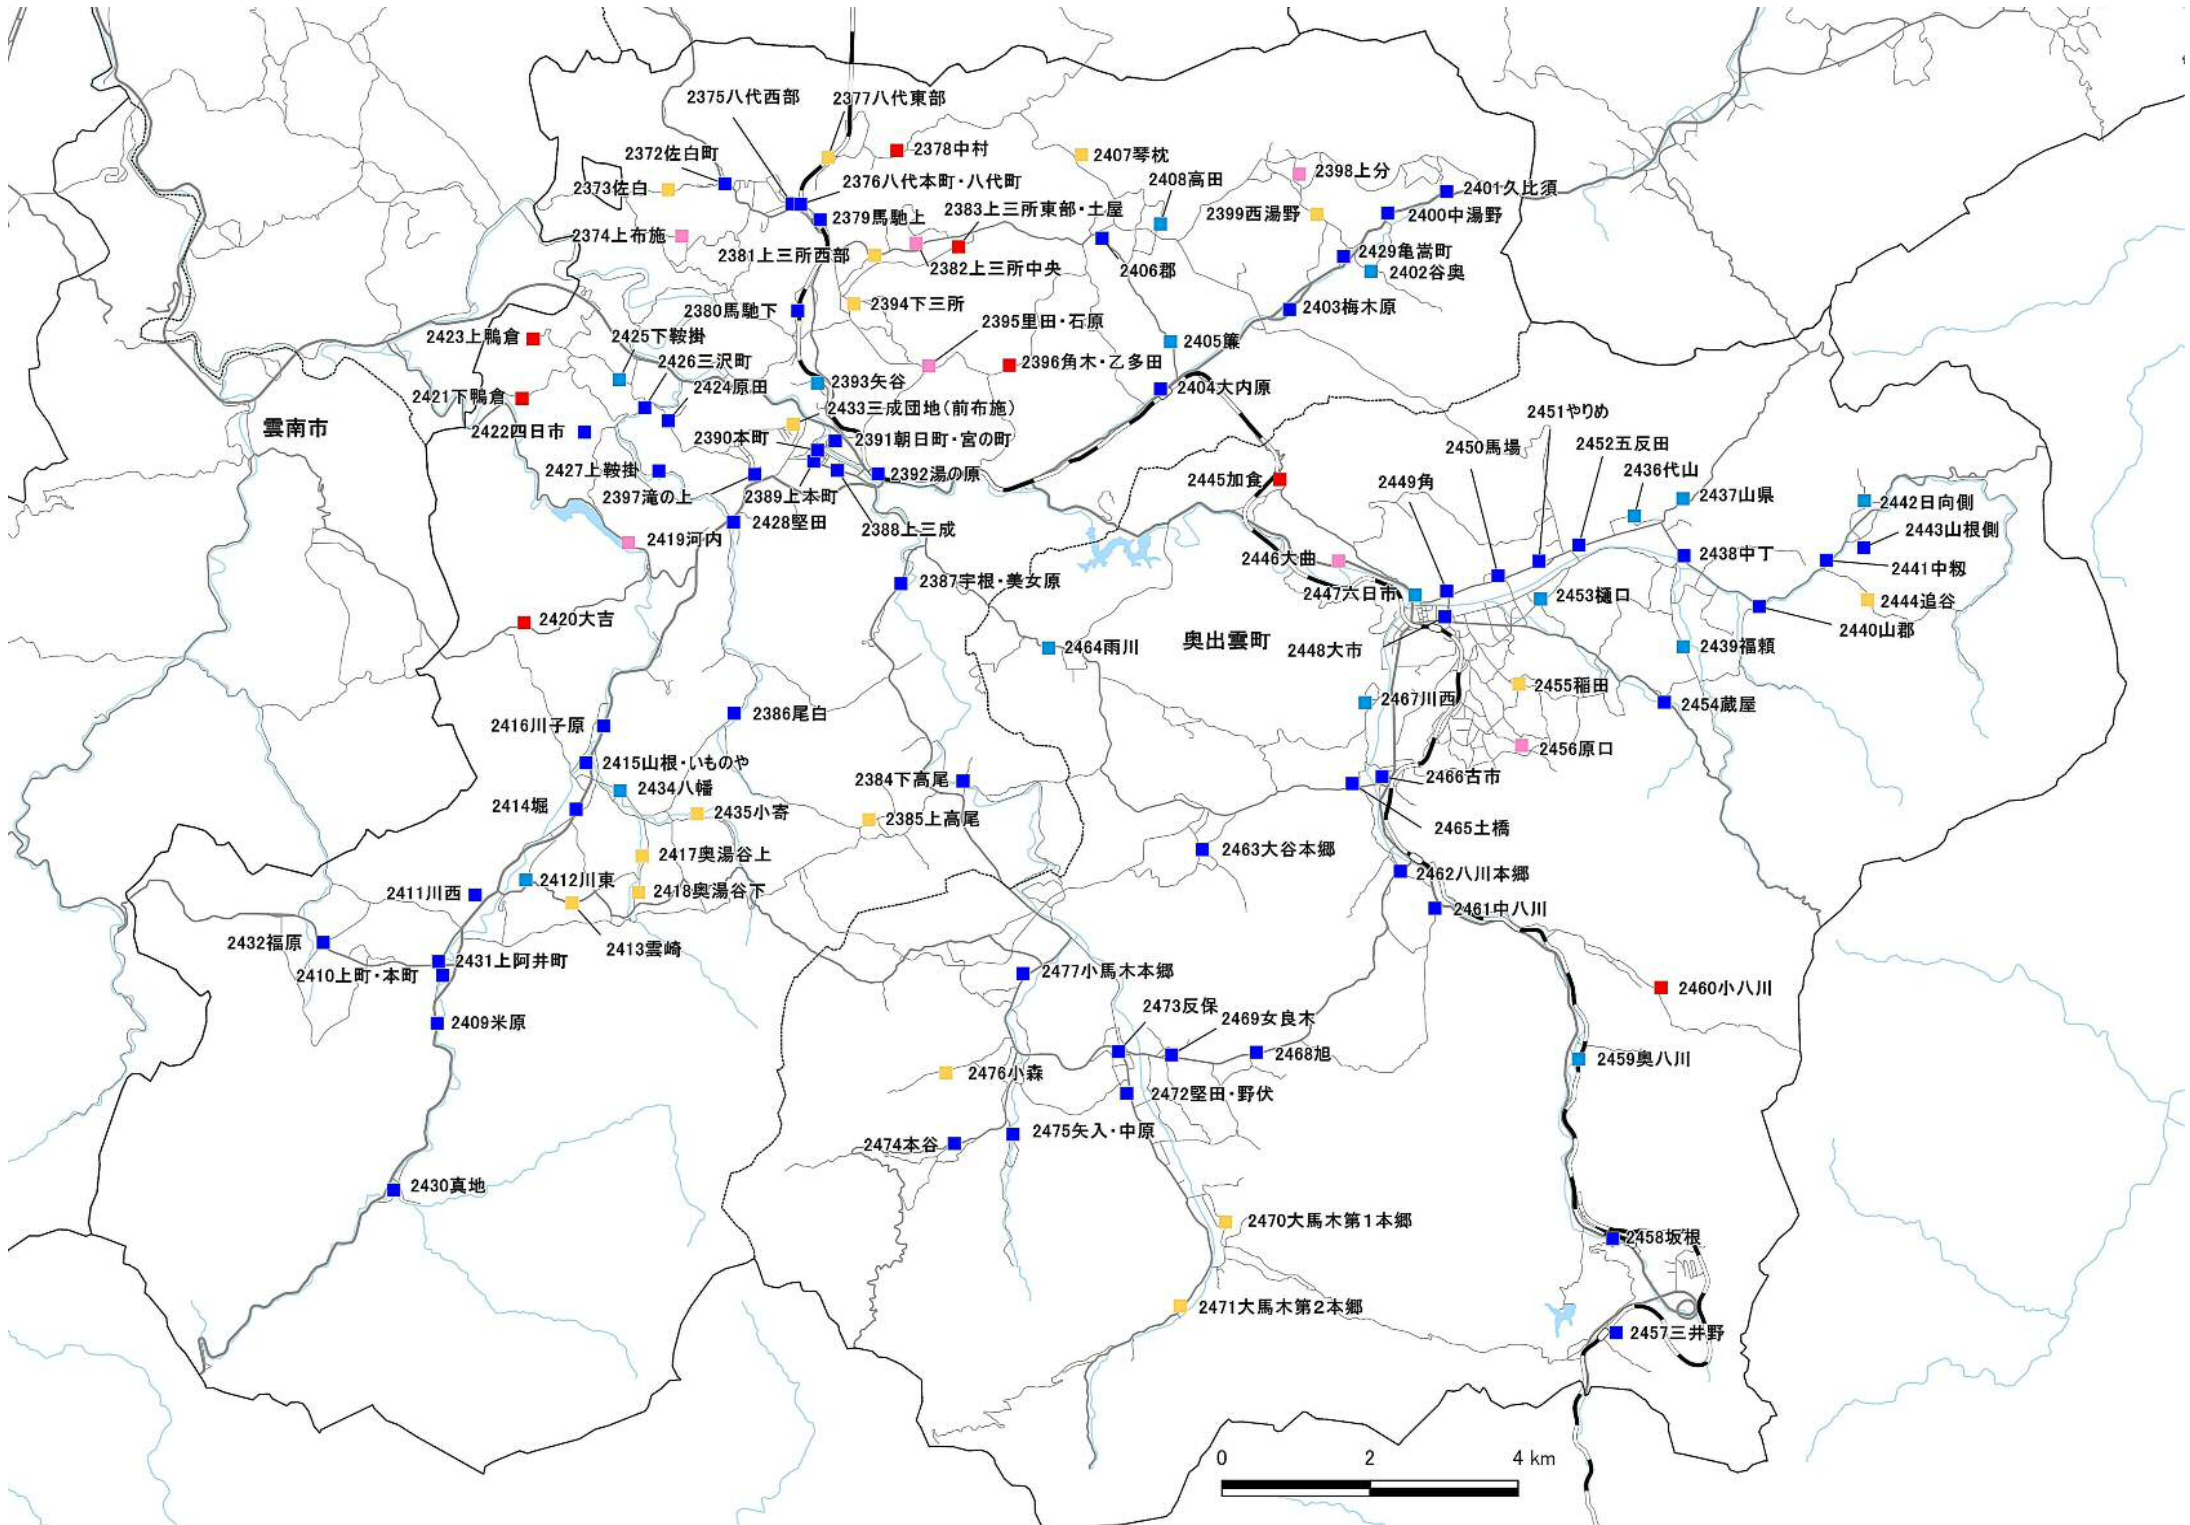 2375八代西部
2377八代東部
2372佐白町
2378中村
2407琴枕
2398上分
2373佐白
2376八代本町・八代町
2408高田
2401久比須
2379馬馳上
2383上三所東部・土屋
2399西湯野
2400中湯野
2374上布施
2381上三所西部
2382上三所中央
2406郡
2429亀嵩町
2402谷奥
2394下三所
2380馬馳下
2395里田・石原
2403梅木原
2423上鴨倉
2425下鞍掛
2426三沢町
2405簾
2396角木・乙多田
2424原田
2393矢谷
2404大内原
2421下鴨倉
2433三成団地(前布施)
雲南市
2422四日市
2390本町
2391朝日町・宮の町
2451やりめ
2450馬場
2452五反田
2427上鞍掛
2436代山
2397滝の上
2389上本町
2392湯の原
2445加食
2449角
2437山県
2442日向側
2428堅田
2388上三成
2443山根側
2419河内
2446大曲
2438中丁
2441中籾
2387宇根・美女原
2447六日市
2453樋口
2444追谷
2420大吉
2440山郡
2464雨川
奥出雲町
2448大市
2439福頼
2455稲田
2467川西
2454蔵屋
2416川子原
2386尾白
2456原口
2415山根・いものや
2466古市
2434八幡
2384下高尾
2414堀
2435小寄
2385上高尾
2465土橋
2417奥湯谷上
2463大谷本郷
2462八川本郷
2411川西
2412川東
2418奥湯谷下
2461中八川
2432福原
2413雲崎
2431上阿井町
2410上町・本町
2477小馬木本郷
2460小八川
2409米原
2473反保
2469女良木
2468旭
2459奥八川
2476小森
2472堅田・野伏
2475矢入・中原
2474本谷
2430真地
2470大馬木第1本郷
2458坂根
2471大馬木第2本郷
2457三井野
0 2 4 km